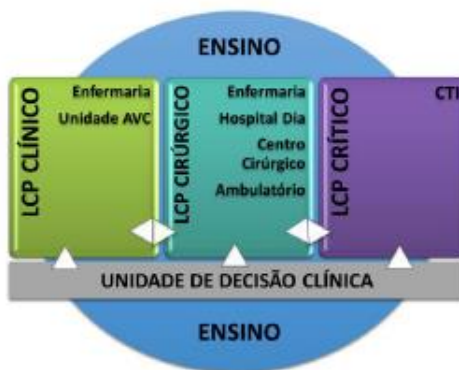 ENSINO
LCP CLÍNICO
Enfermaria
Unidade AVC
LCP CIRÚRGICO
Enfermaria
Hospital Dia
Centro
Cirúrgico
Ambulatório
LCP CRÍTICO
CTI
UNIDADE DE DECISÃO CLÍNICA
ENSINO